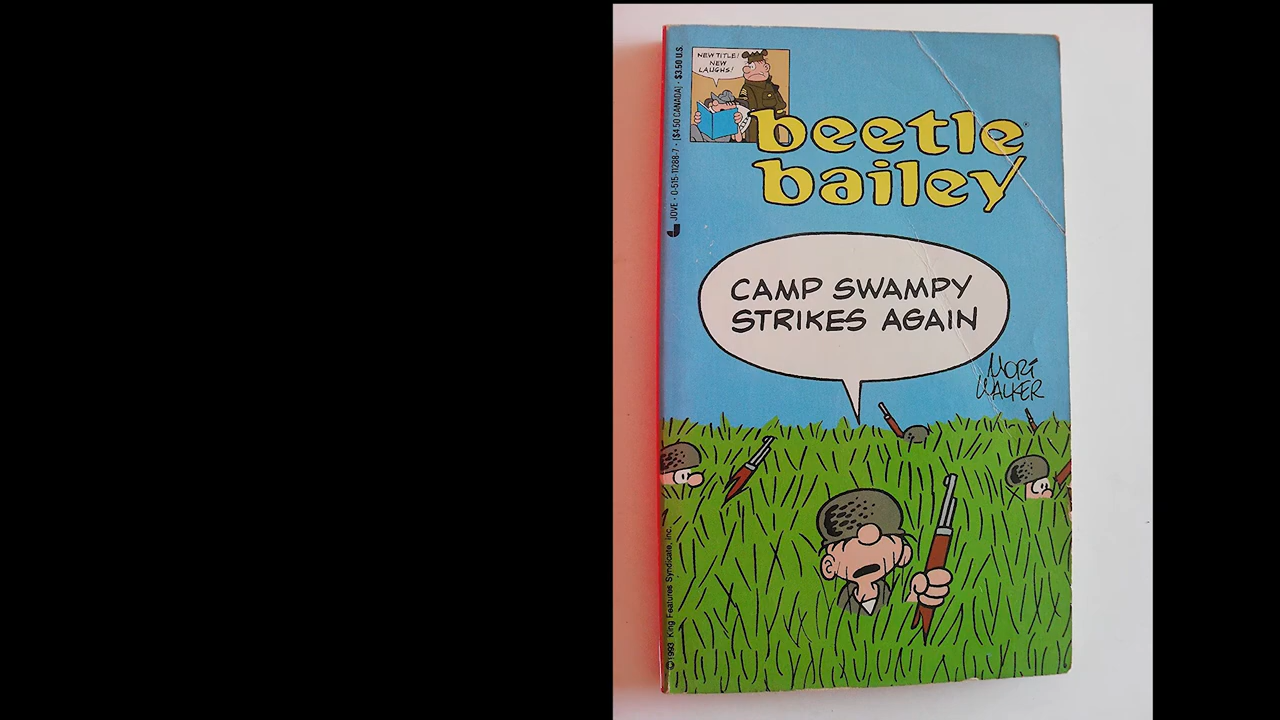 NEW TITLE!
NEW
LAUGHS!
beetle
bailey®
CAMP SWAMPY
STRIKES AGAIN
MORT
WALKER
JOVE • 0-515-11288-7 • [$4.50 CANADA] • $3.50 U.S.
©1993 King Features Syndicate, Inc.